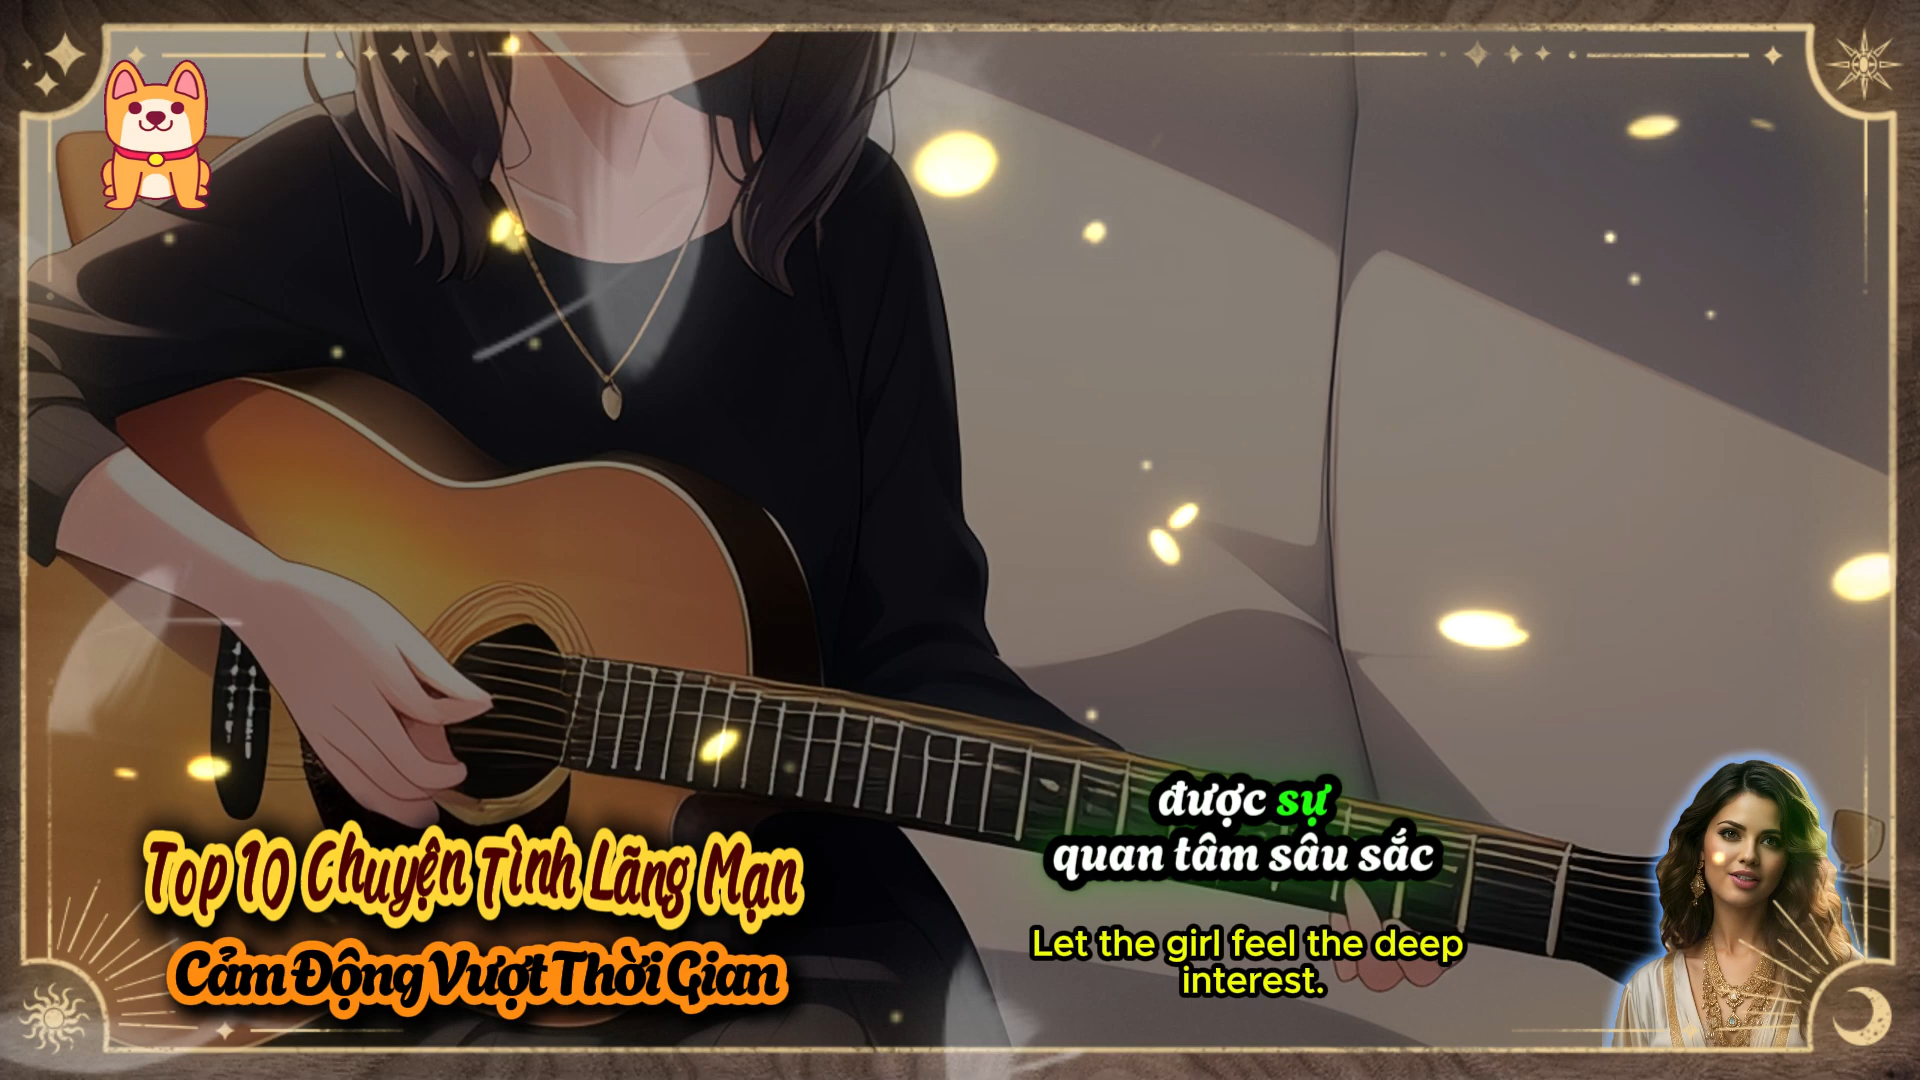 Top 10 Chuyện Tình Lãng Mạn
Cảm Động Vượt Thời Gian
được sự
quan tâm sâu sắc
Let the girl feel the deep
interest.